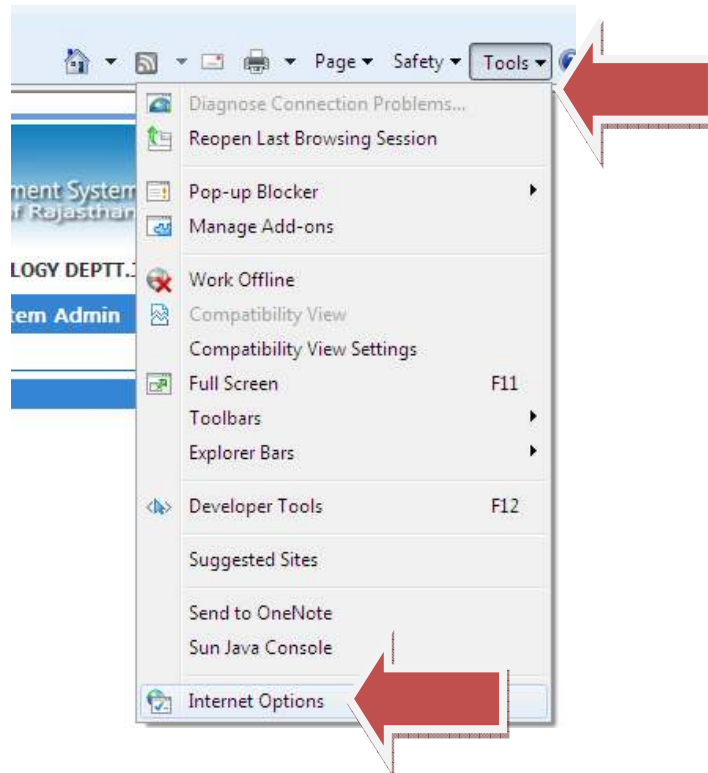 Page Safety Tools
Diagnose Connection Problems...
Reopen Last Browsing Session
ment System
of Rajasthan
Pop-up Blocker
Manage Add-ons
LOGY DEPTT.
Work Offline
tem Admin
Compatibility View
Compatibility View Settings
Full Screen F11
Toolbars
Explorer Bars
Developer Tools F12
Suggested Sites
Send to OneNote
Sun Java Console
Internet Options